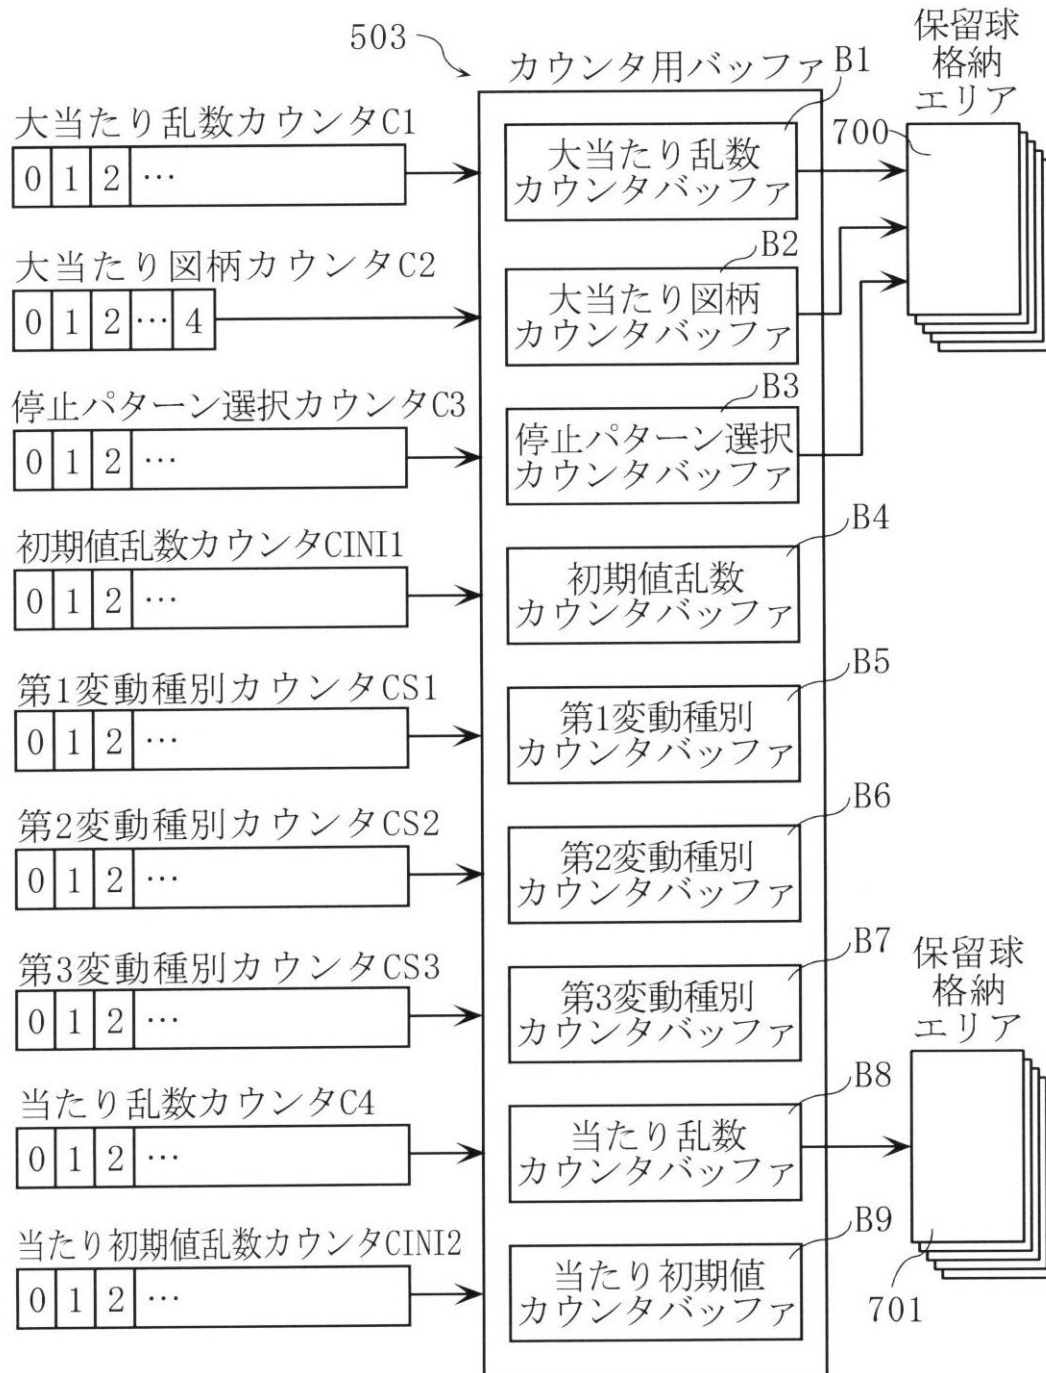 503
カウンタ用バッファ
B1
保留球
格納
エリア
700
大当たり乱数カウンタC1
0 1 2 …
大当たり乱数
カウンタバッファ
大当たり図柄カウンタC2
0 1 2 … 4
B2
大当たり図柄
カウンタバッファ
停止パターン選択カウンタC3
0 1 2 …
B3
停止パターン選択
カウンタバッファ
初期値乱数カウンタCINI1
0 1 2 …
B4
初期値乱数
カウンタバッファ
第1変動種別カウンタCS1
0 1 2 …
B5
第1変動種別
カウンタバッファ
第2変動種別カウンタCS2
0 1 2 …
B6
第2変動種別
カウンタバッファ
第3変動種別カウンタCS3
0 1 2 …
B7
第3変動種別
カウンタバッファ
保留球
格納
エリア
当たり乱数カウンタC4
0 1 2 …
B8
当たり乱数
カウンタバッファ
当たり初期値乱数カウンタCINI2
0 1 2 …
B9
当たり初期値
カウンタバッファ
701